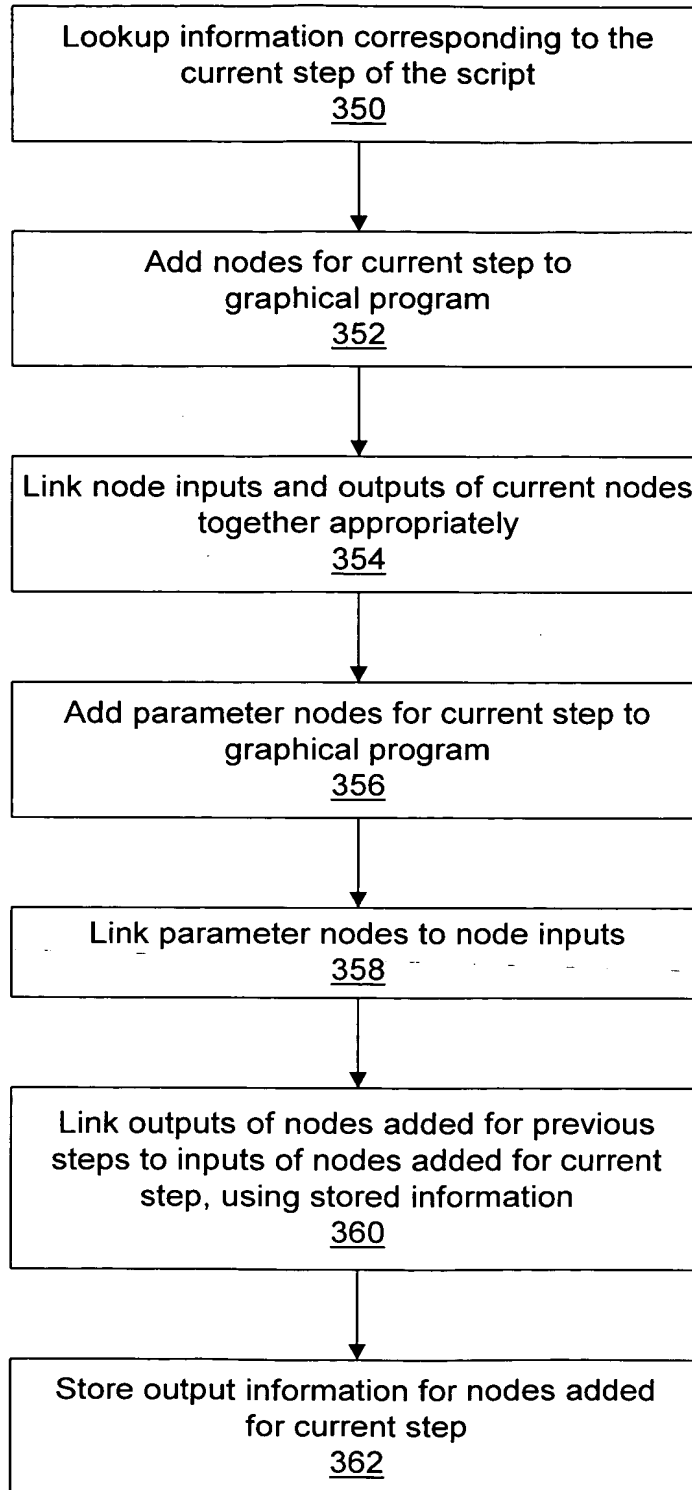 Lookup information corresponding to the
current step of the script
350
Add nodes for current step to
graphical program
352
Link node inputs and outputs of current nodes
together appropriately
354
Add parameter nodes for current step to
graphical program
356
Link parameter nodes to node inputs
358
Link outputs of nodes added for previous
steps to inputs of nodes added for current
step, using stored information
360
Store output information for nodes added
for current step
362